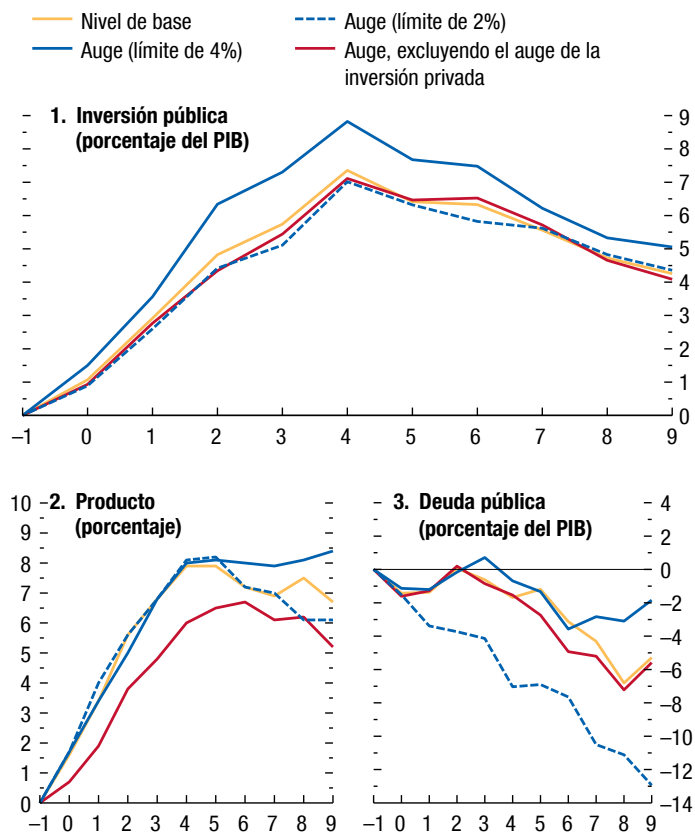 Nivel de base
Auge (límite de 4%)
Auge (límite de 2%)
Auge, excluyendo el auge de la
inversión privada
1. Inversión pública
(porcentaje del PIB)
9
8
7
6
5
4
3
2
1
0
–1 0 1 2 3 4 5 6 7 8 9
2. Producto
(porcentaje)
10
9
8
7
6
5
4
3
2
1
0
–1 0 1 2 3 4 5 6 7 8 9
3. Deuda pública
(porcentaje del PIB)
4
2
0
–2
–4
–6
–8
–10
–12
–14
–1 0 1 2 3 4 5 6 7 8 9